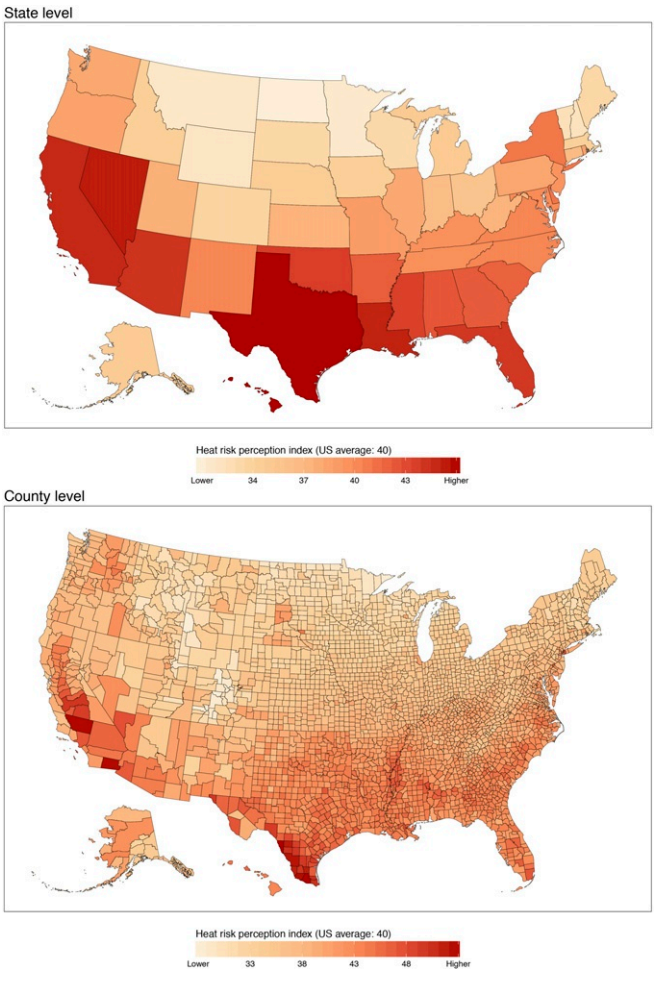 State level
Heat risk perception index (US average: 40)
Lower 34 37 40 43 Higher
County level
Heat risk perception index (US average: 40)
Lower 33 38 43 48 Higher